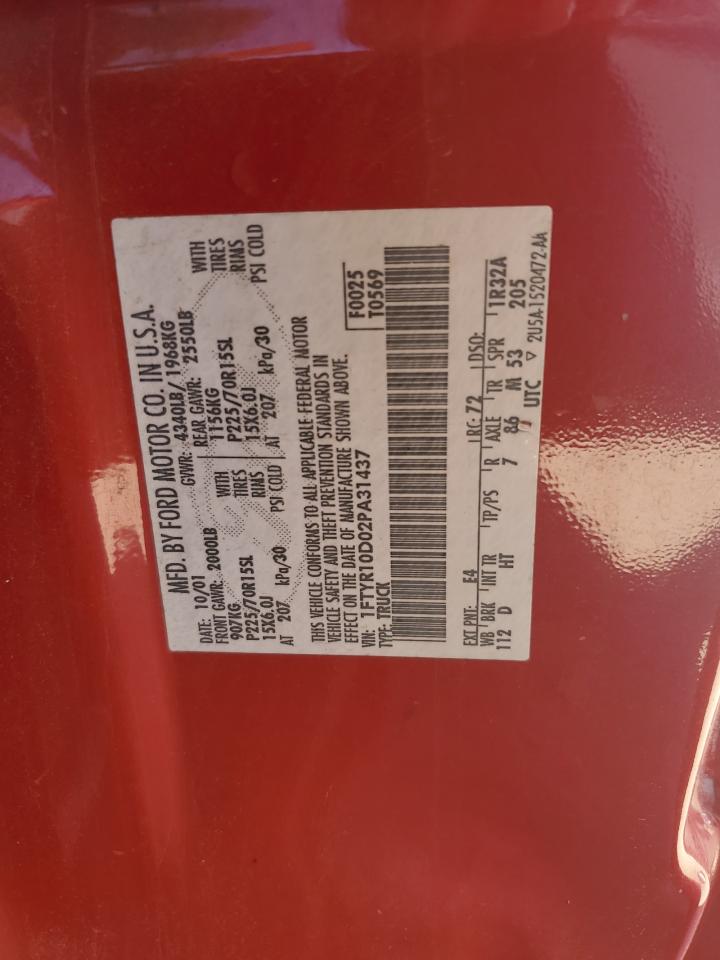 MFD. BY FORD MOTOR CO. IN U.S.A.
DATE: 10/01 GVWR: 4340LB/ 1968KG
FRONT GAWR: 2000LB REAR GAWR: 2550LB
907KG WITH 1156KG WITH
P225/70R15SL TIRES P225/70R15SL TIRES
15X6.0J RIMS 15X6.0J RIMS
AT 207 kPa/30 PSI COLD AT 207 kPa/30 PSI COLD
THIS VEHICLE CONFORMS TO ALL APPLICABLE FEDERAL MOTOR
VEHICLE SAFETY AND THEFT PREVENTION STANDARDS IN
EFFECT ON THE DATE OF MANUFACTURE SHOWN ABOVE.
VIN: 1FTYR10D02PA31437 F0025
TYPE: TRUCK T0569
EXT PNT: E4 RC: 72 DSO:
WB BRK INT TR TP/PS R AXLE TR SPR 1R32A
112 D HT 7 86 M 53 205
UTC ▽ 2U5A-1520472-AA